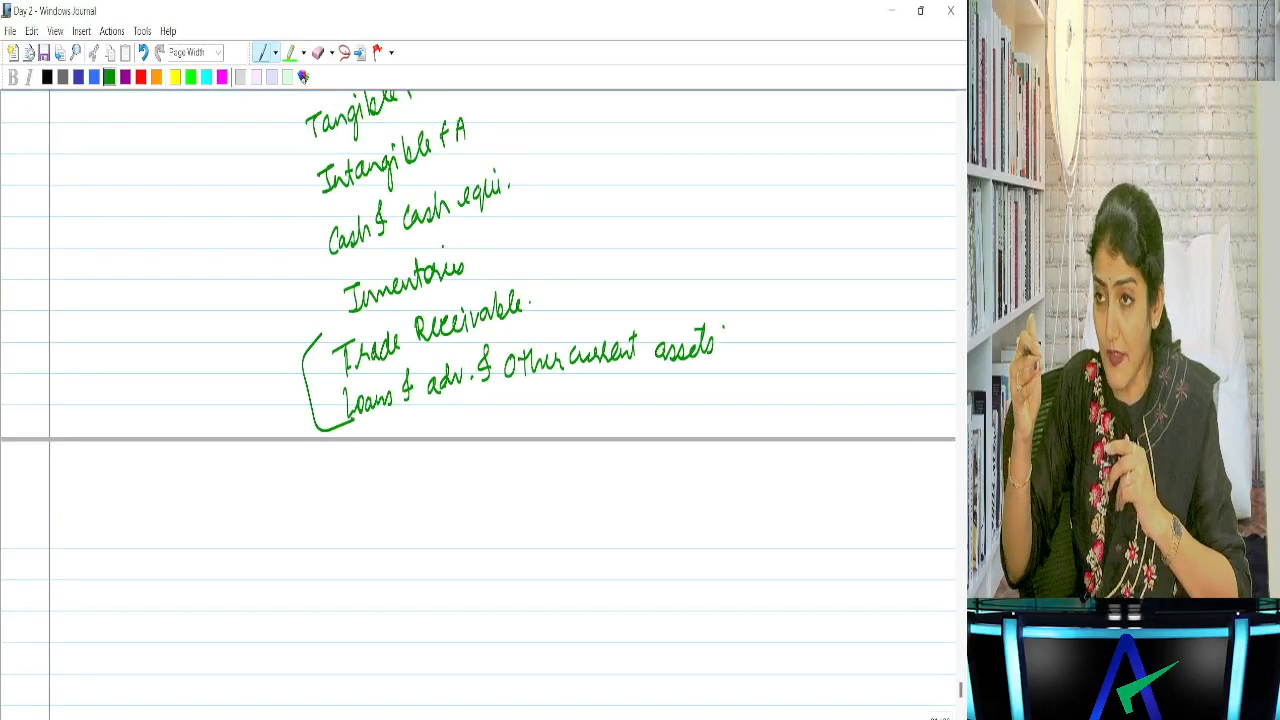 Day 2 - Windows Journal
File Edit View Insert Actions Tools Help
Page Width
B I
Tangible
Intangible f A
Cash & cash equi.
Inventories
Trade Receivable.
Loans & adv. & Other current assets